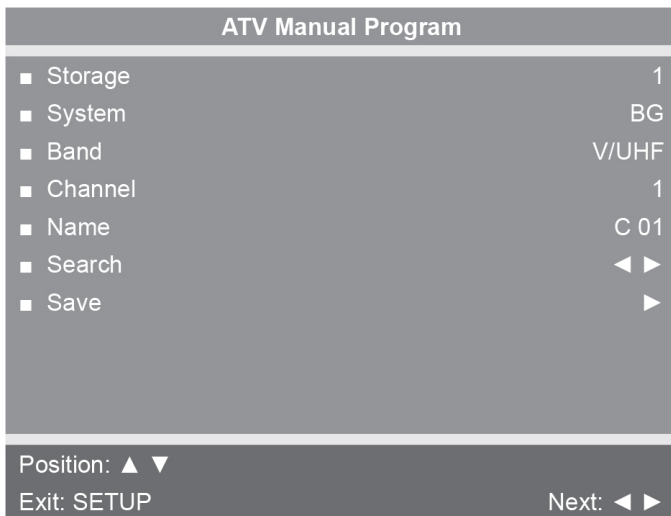 ATV Manual Program
■ Storage 1
■ System BG
■ Band V/UHF
■ Channel 1
■ Name C 01
■ Search ◄ ►
■ Save ►
Position: ▲ ▼
Exit: SETUP Next: ◄ ►